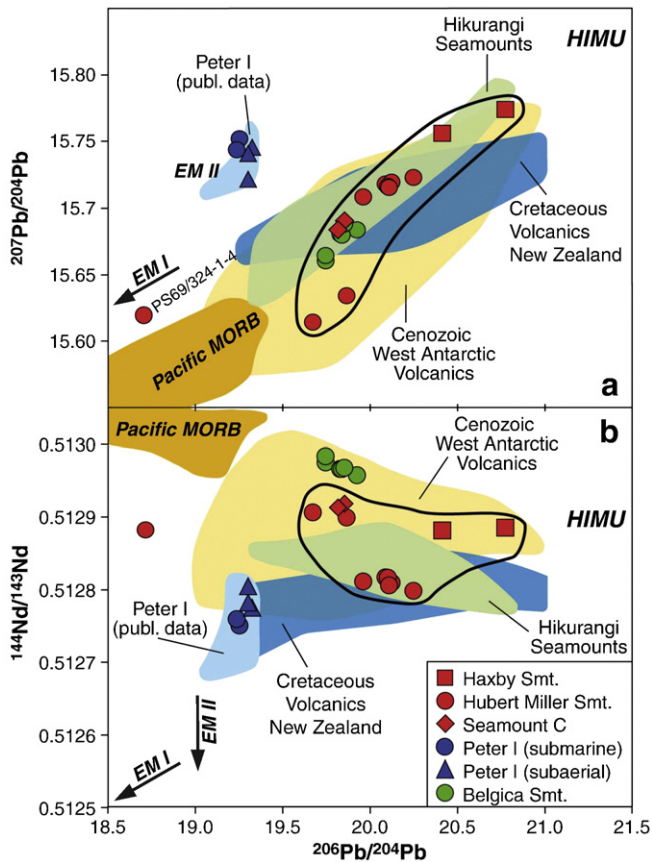 Hikurangi
Seamounts
HIMU
15.80
Peter I
(publ. data)
15.75
EM II
207Pb/204Pb
15.7
Cretaceous
Volcanics
New Zealand
15.65
EM I
PS69/324-1-4
15.60
Pacific MORB
Cenozoic
West Antarctic
Volcanics
a
Pacific MORB
b
0.5130
Cenozoic
West Antarctic
Volcanics
0.5129
HIMU
144Nd/143Nd
0.5128
Peter I
(publ. data)
Hikurangi
Seamounts
0.5127
Cretaceous
Volcanics
New Zealand
EM II
0.5126
EM I
0.5125
Haxby Smt.
Hubert Miller Smt.
Seamount C
Peter I (submarine)
Peter I (subaerial)
Belgica Smt.
18.5 19.0 19.5 20.0 20.5 21.0 21.5
206Pb/204Pb